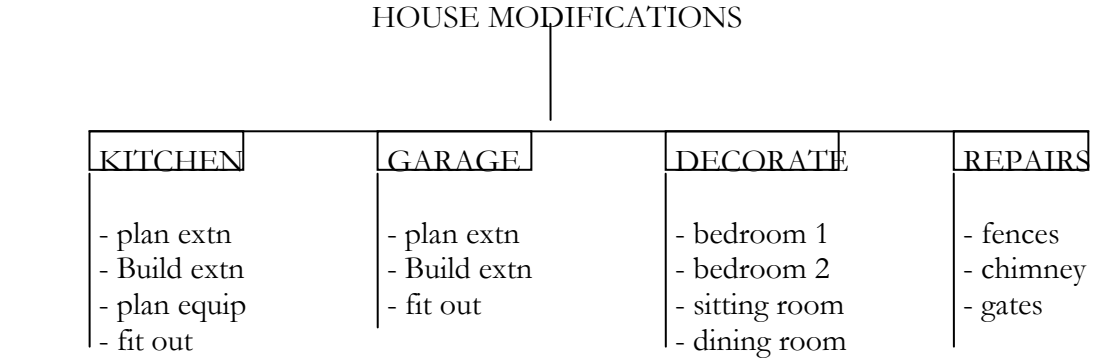 HOUSE MODIFICATIONS
KITCHEN
- plan extn
- Build extn
- plan equip
- fit out
GARAGE
- plan extn
- Build extn
- fit out
DECORATE
- bedroom 1
- bedroom 2
- sitting room
- dining room
REPAIRS
- fences
- chimney
- gates